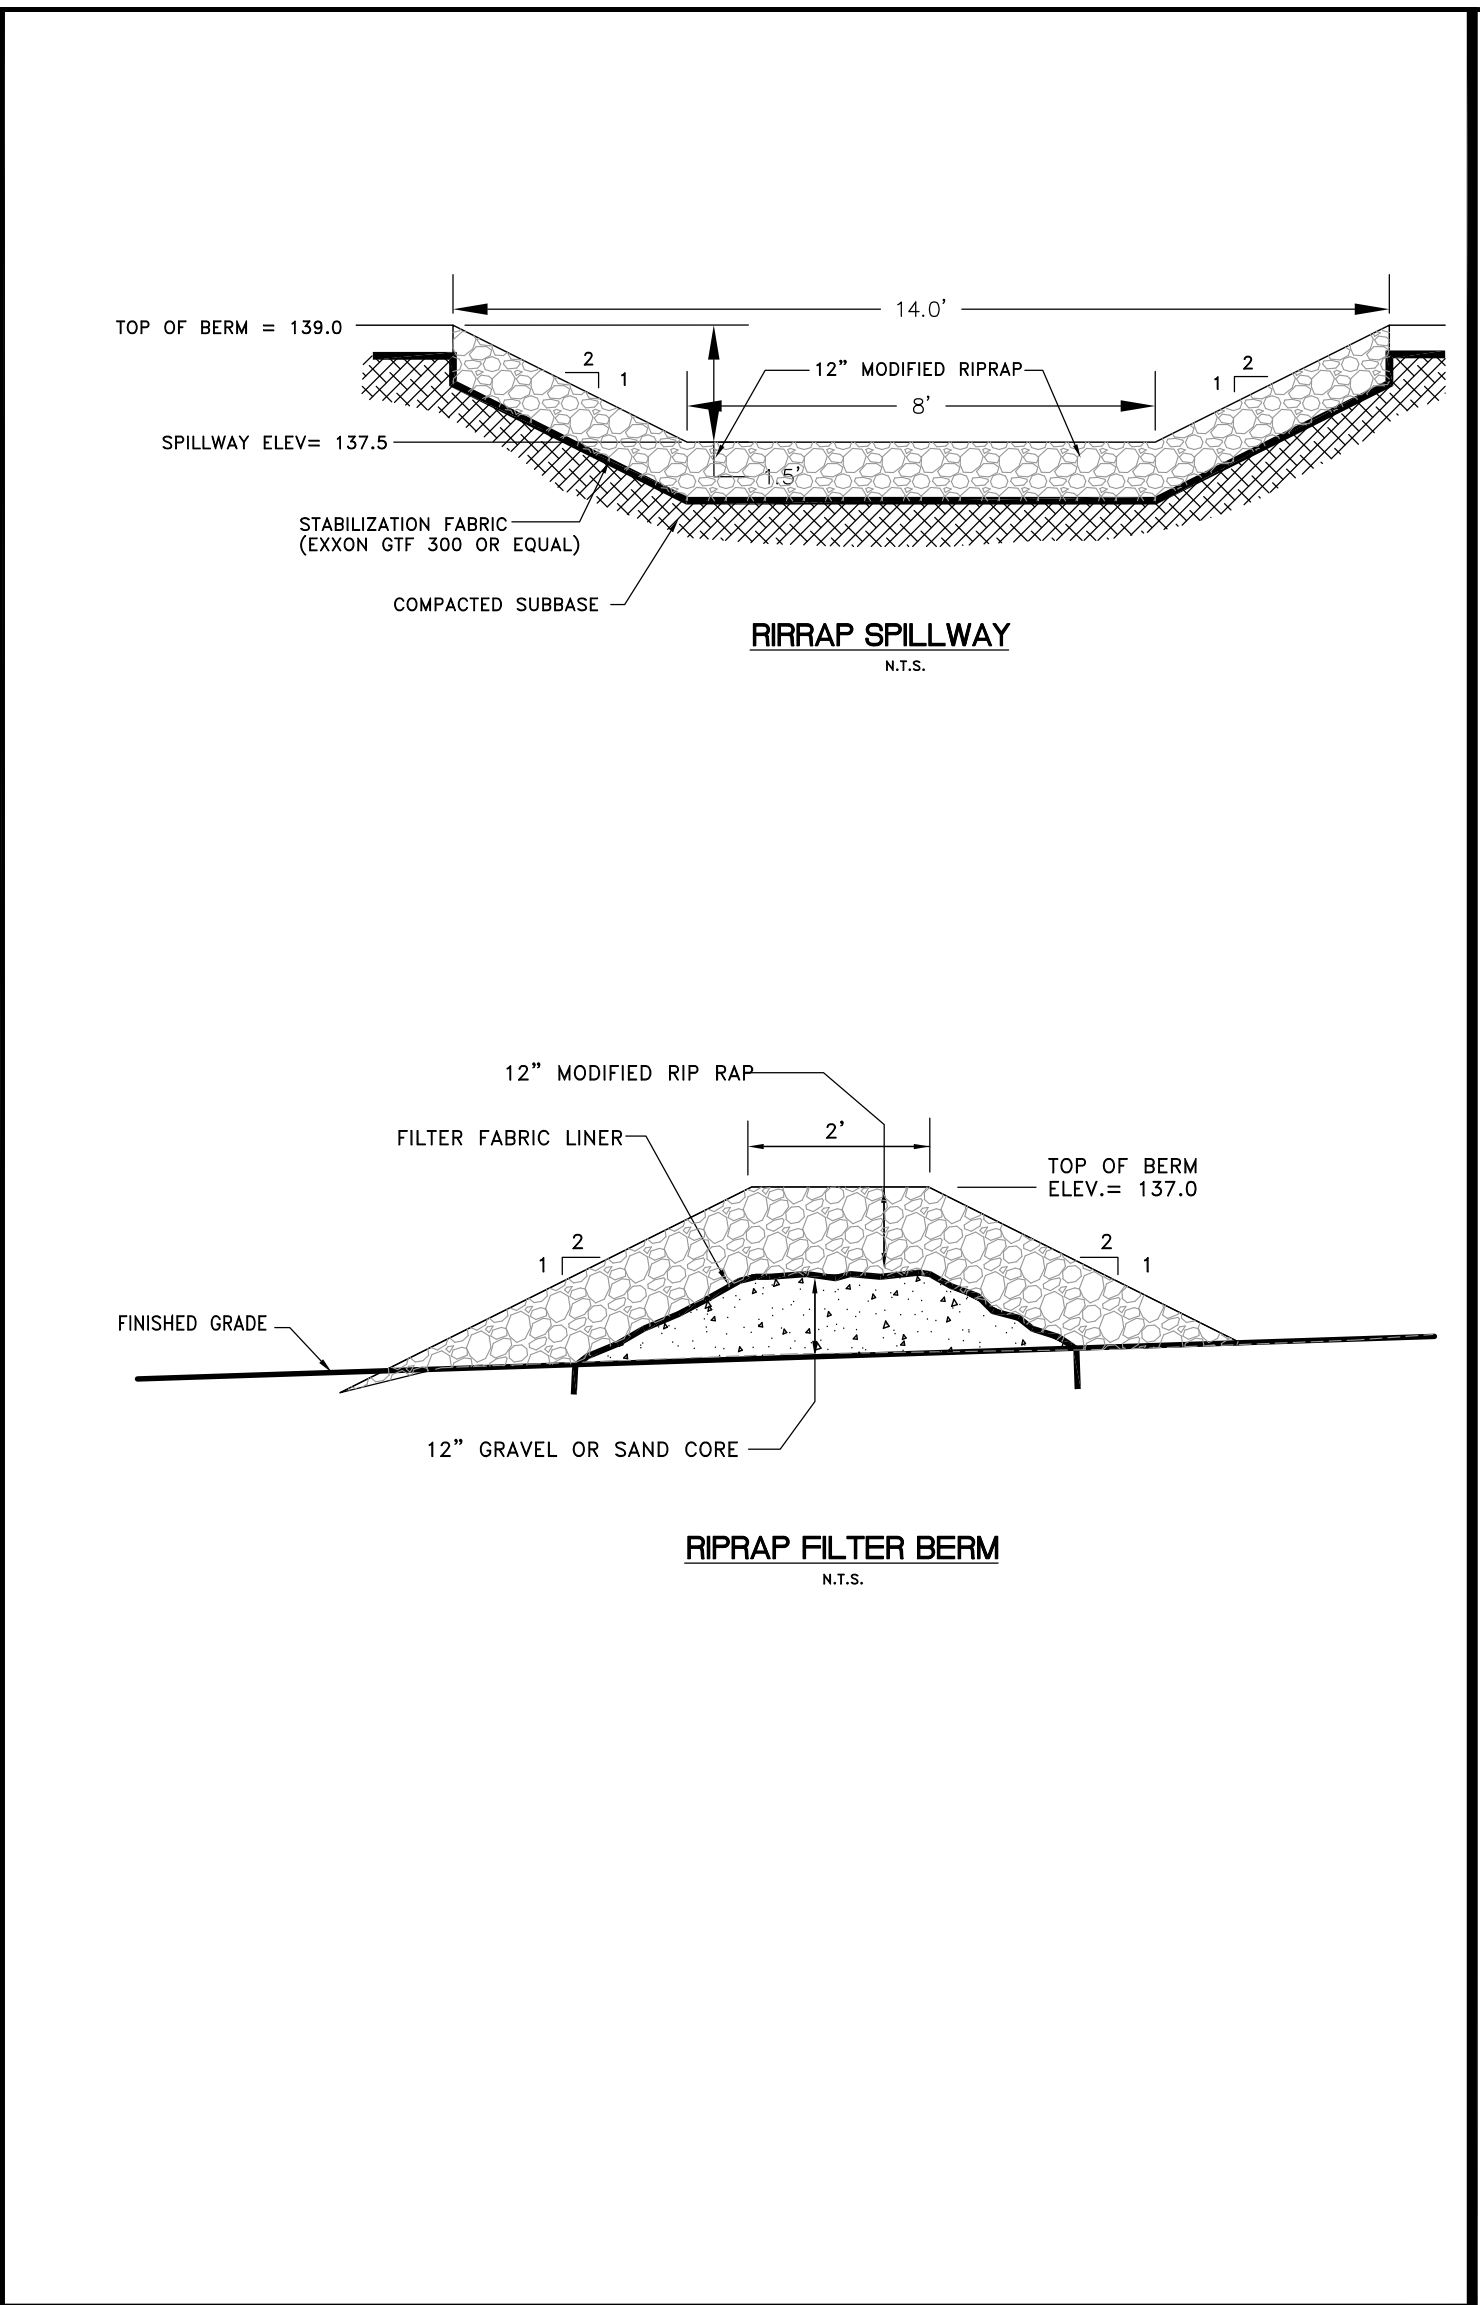 14.0'
TOP OF BERM = 139.0
2
1
12" MODIFIED RIPRAP
2
1
8'
SPILLWAY ELEV= 137.5
1.5'
STABILIZATION FABRIC
(EXXON GTF 300 OR EQUAL)
COMPACTED SUBBASE
RIRRAP SPILLWAY
N.T.S.
12" MODIFIED RIP RAP
FILTER FABRIC LINER
2'
TOP OF BERM
ELEV.= 137.0
2
1
2
1
FINISHED GRADE
12" GRAVEL OR SAND CORE
RIPRAP FILTER BERM
N.T.S.